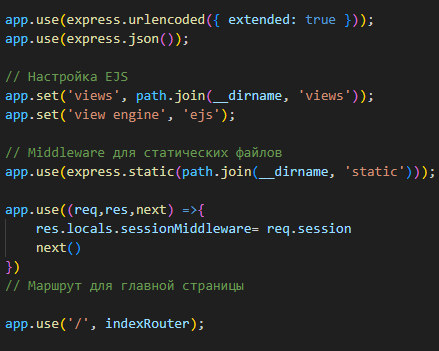 app.use(express.urlencoded({ extended: true }));
app.use(express.json());
// Настройка EJS
app.set('views', path.join(__dirname, 'views'));
app.set('view engine', 'ejs');
// Middleware для статических файлов
app.use(express.static(path.join(__dirname, 'static')));
app.use((req,res,next) =>{
    res.locals.sessionMiddleware= req.session
    next()
})
// Маршрут для главной страницы
app.use('/', indexRouter);